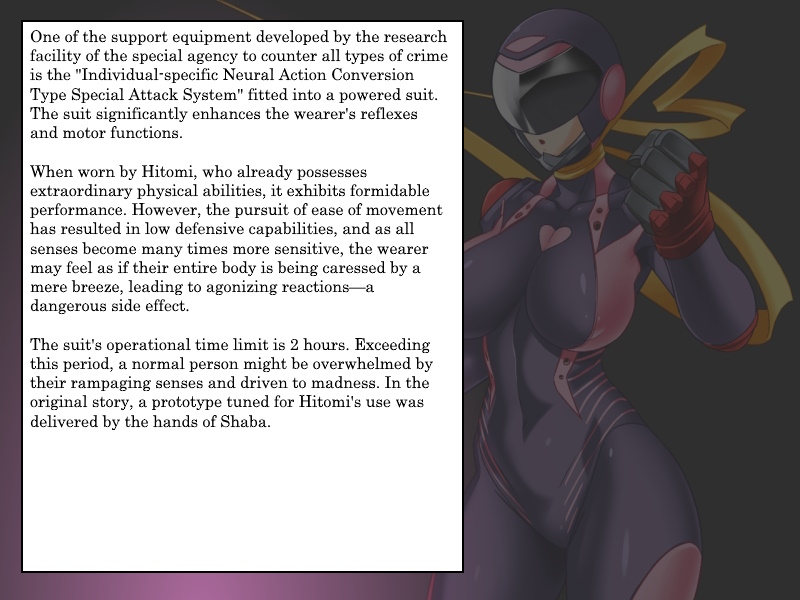 One of the support equipment developed by the research
facility of the special agency to counter all types of crime
is the "Individual-specific Neural Action Conversion
Type Special Attack System" fitted into a powered suit.
The suit significantly enhances the wearer's reflexes
and motor functions.
When worn by Hitomi, who already possesses
extraordinary physical abilities, it exhibits formidable
performance. However, the pursuit of ease of movement
has resulted in low defensive capabilities, and as all
senses become many times more sensitive, the wearer
may feel as if their entire body is being caressed by a
mere breeze, leading to agonizing reactions—a
dangerous side effect.
The suit's operational time limit is 2 hours. Exceeding
this period, a normal person might be overwhelmed by
their rampaging senses and driven to madness. In the
original story, a prototype tuned for Hitomi's use was
delivered by the hands of Shaba.